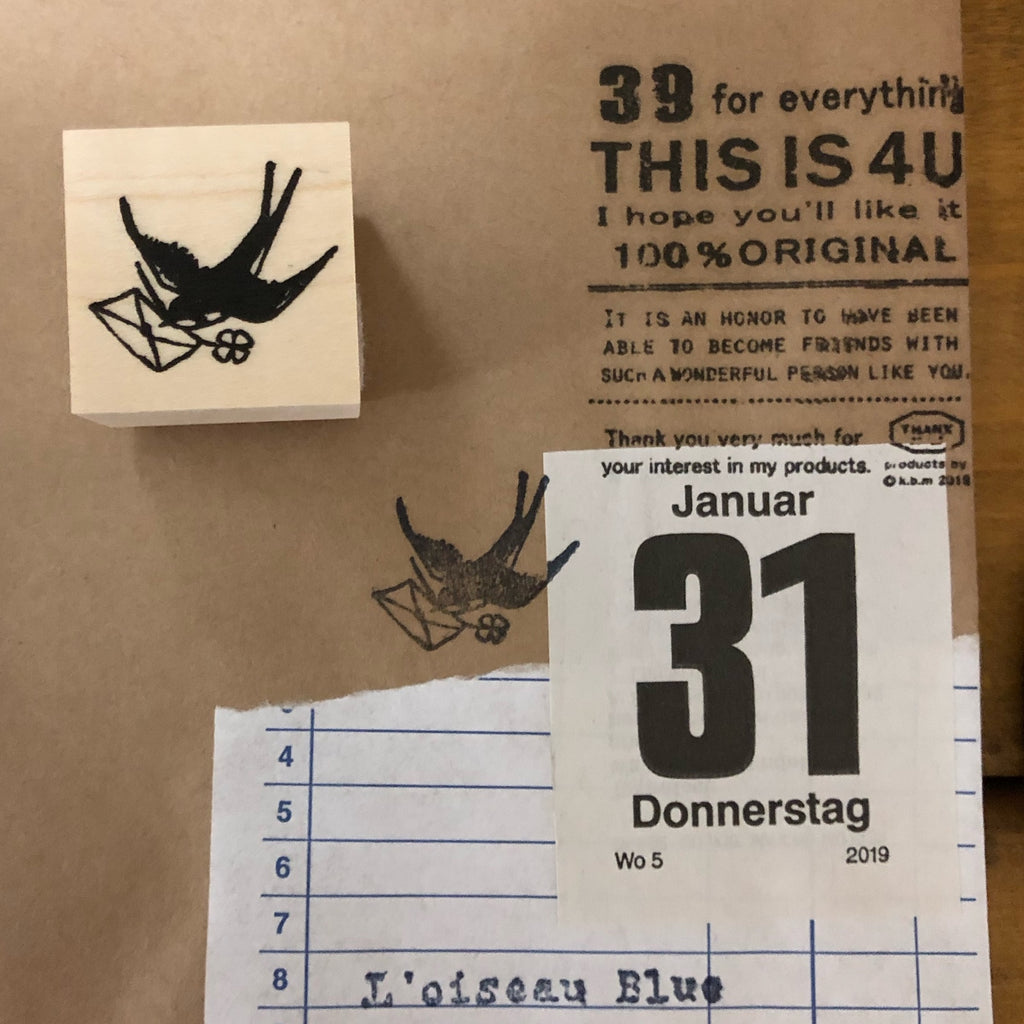 39 for everything
THIS IS 4U
I hope you'll like it
100% ORIGINAL
IT IS AN HONOR TO HAVE BEEN
ABLE TO BECOME FRIENDS WITH
SUCH A WONDERFUL PERSON LIKE YOU.
Thank you very much for
your interest in my products.
THANK
products by
© k.b.m 2018
Januar
31
Donnerstag
Wo 5 2019
4
5
6
7
8 L'oiseau Blue